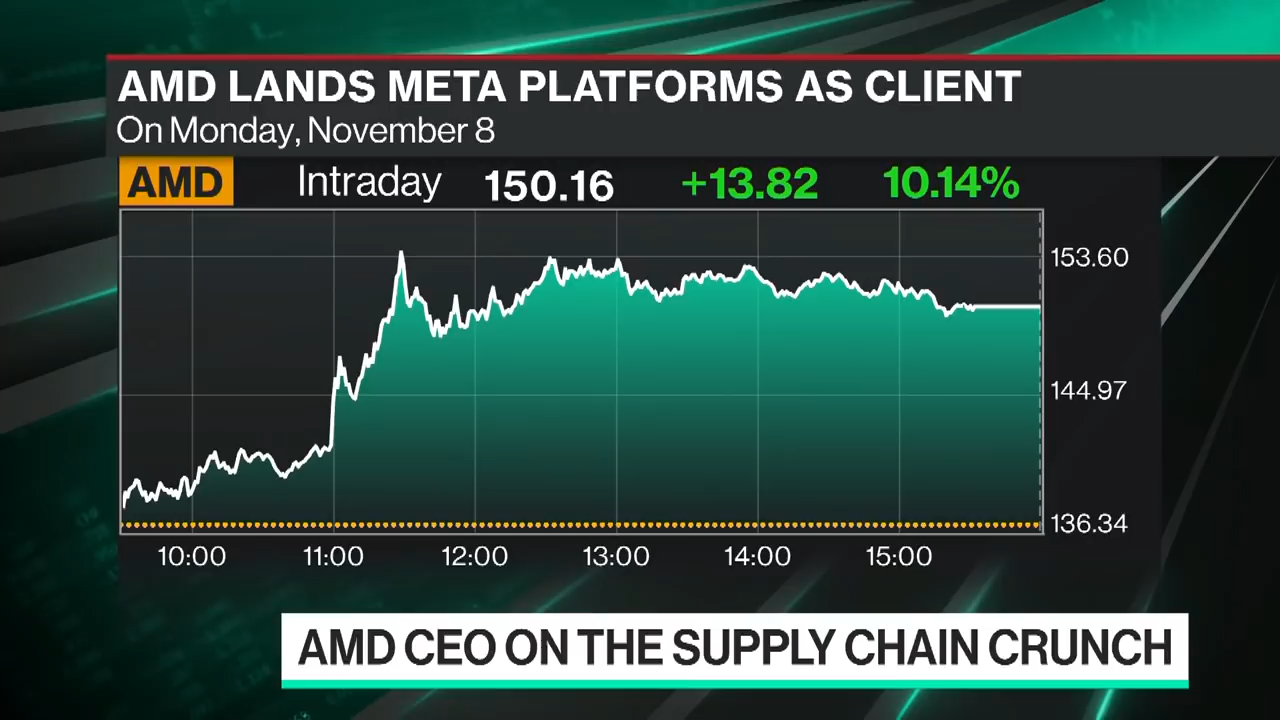 AMD LANDS META PLATFORMS AS CLIENT
On Monday, November 8
AMD Intraday 150.16 +13.82 10.14%
153.60
144.97
136.34
10:00 11:00 12:00 13:00 14:00 15:00
AMD CEO ON THE SUPPLY CHAIN CRUNCH